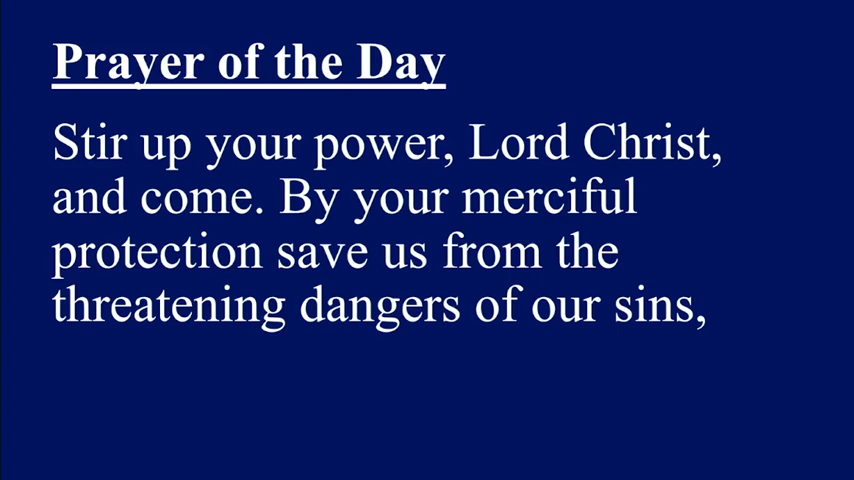 Prayer of the Day
Stir up your power, Lord Christ,
and come. By your merciful
protection save us from the
threatening dangers of our sins,